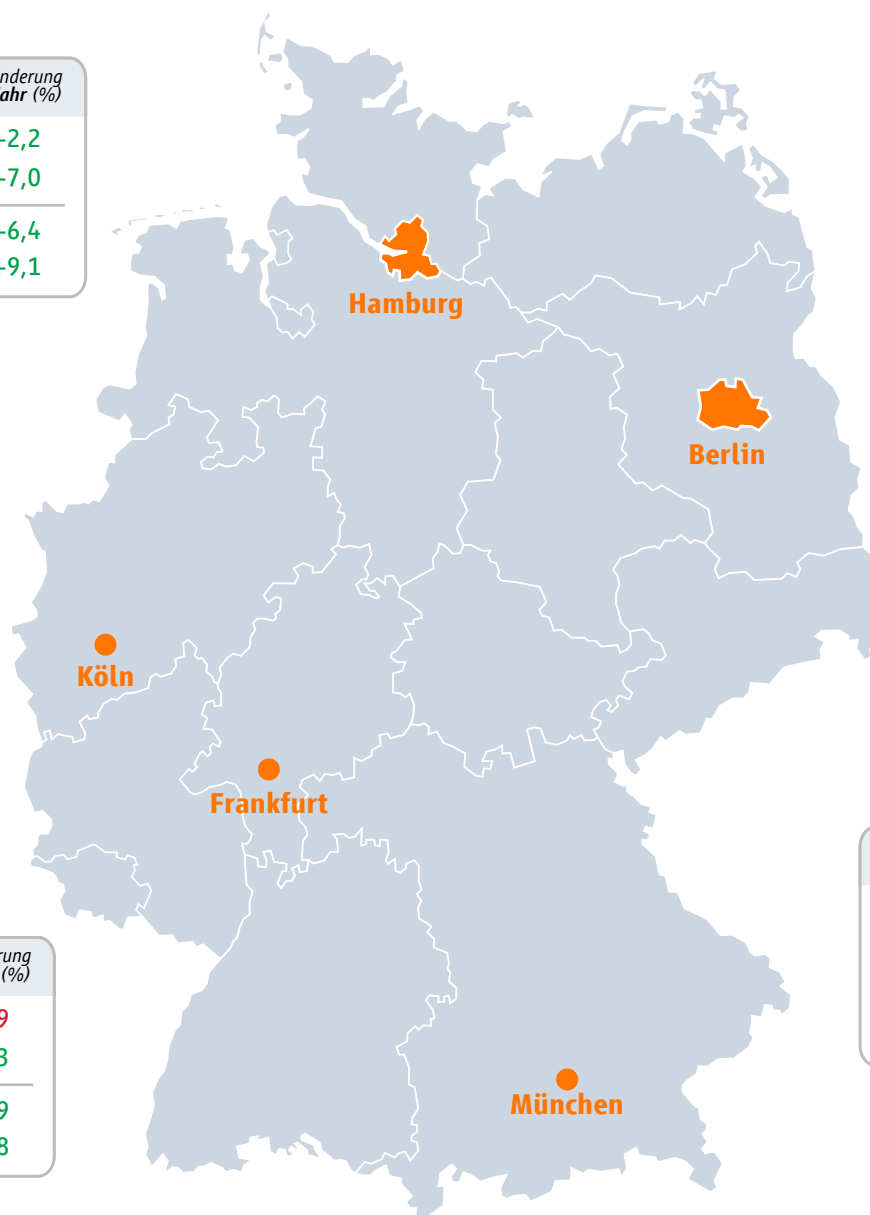 nderung
ahr (%)
-2,2
-7,0
-6,4
-9,1
Hamburg
Berlin
Köln
Frankfurt
rung
(%)
9
3
9
8
München